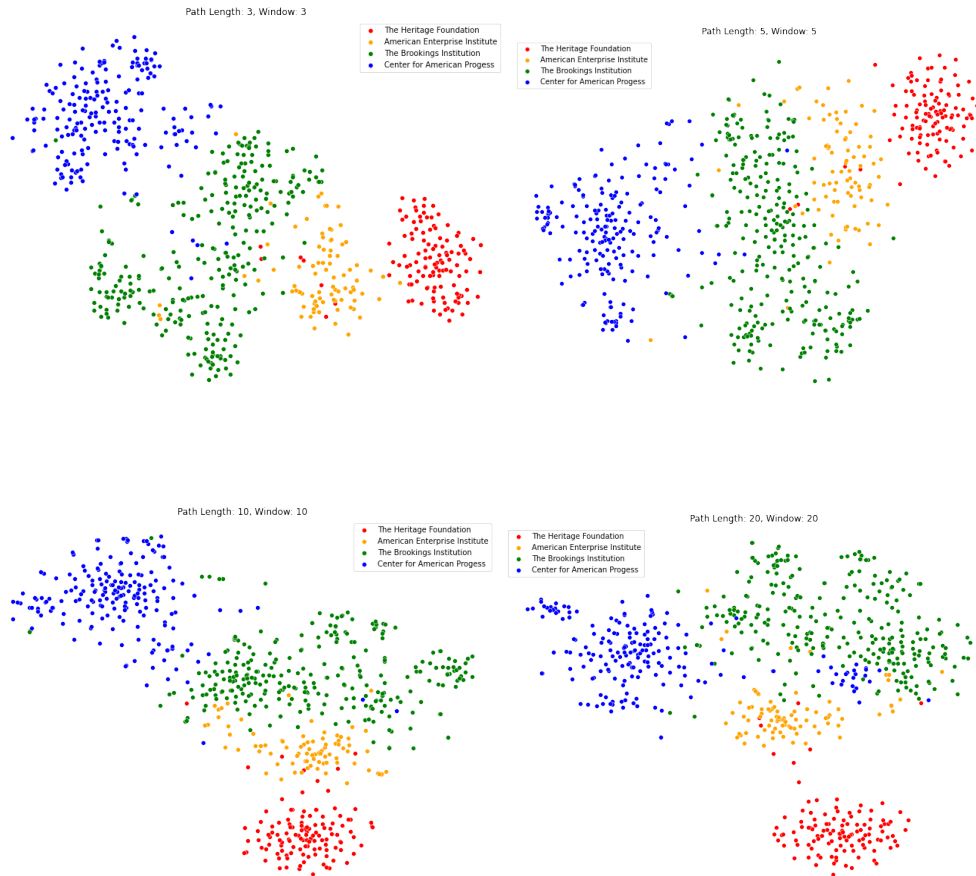 Path Length: 3, Window: 3
The Heritage Foundation
American Enterprise Institute
The Brookings Institution
Center for American Progess
Path Length: 5, Window: 5
The Heritage Foundation
American Enterprise Institute
The Brookings Institution
Center for American Progess
Path Length: 10, Window: 10
The Heritage Foundation
American Enterprise Institute
The Brookings Institution
Center for American Progess
Path Length: 20, Window: 20
The Heritage Foundation
American Enterprise Institute
The Brookings Institution
Center for American Progess